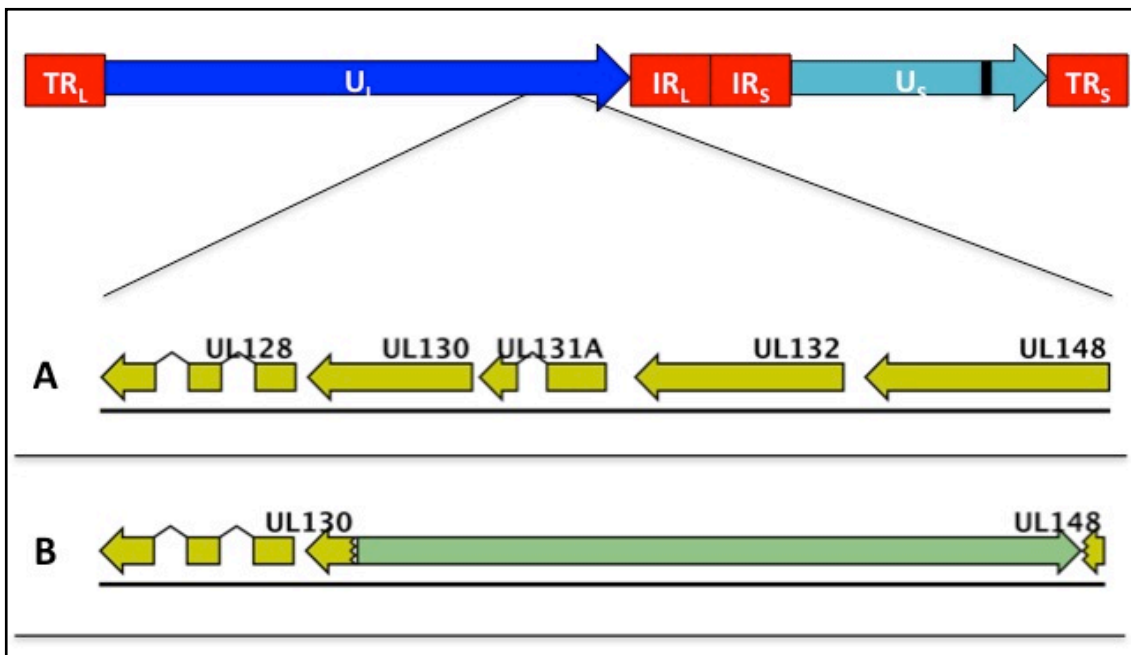 TRL UL IRL IRS US TRS
UL128 UL130 UL131A UL132 UL148
A
UL130 UL148
B